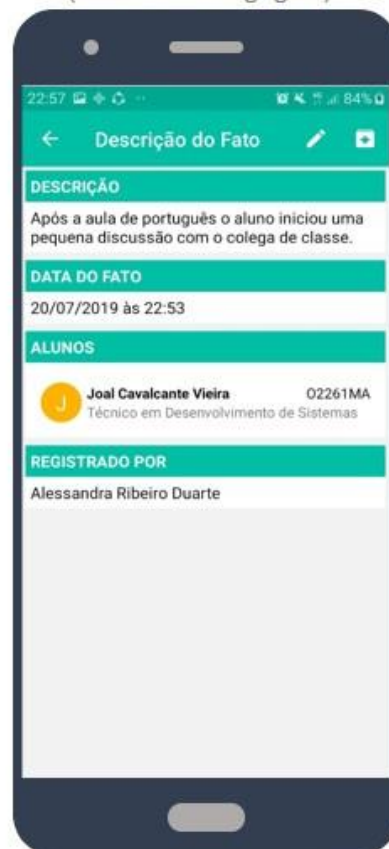 22:57 84%
Descrição do Fato
DESCRIÇÃO
Após a aula de português o aluno iniciou uma
pequena discussão com o colega de classe.
DATA DO FATO
20/07/2019 às 22:53
ALUNOS
J Joal Cavalcante Vieira 02261MA
Técnico em Desenvolvimento de Sistemas
REGISTRADO POR
Alessandra Ribeiro Duarte